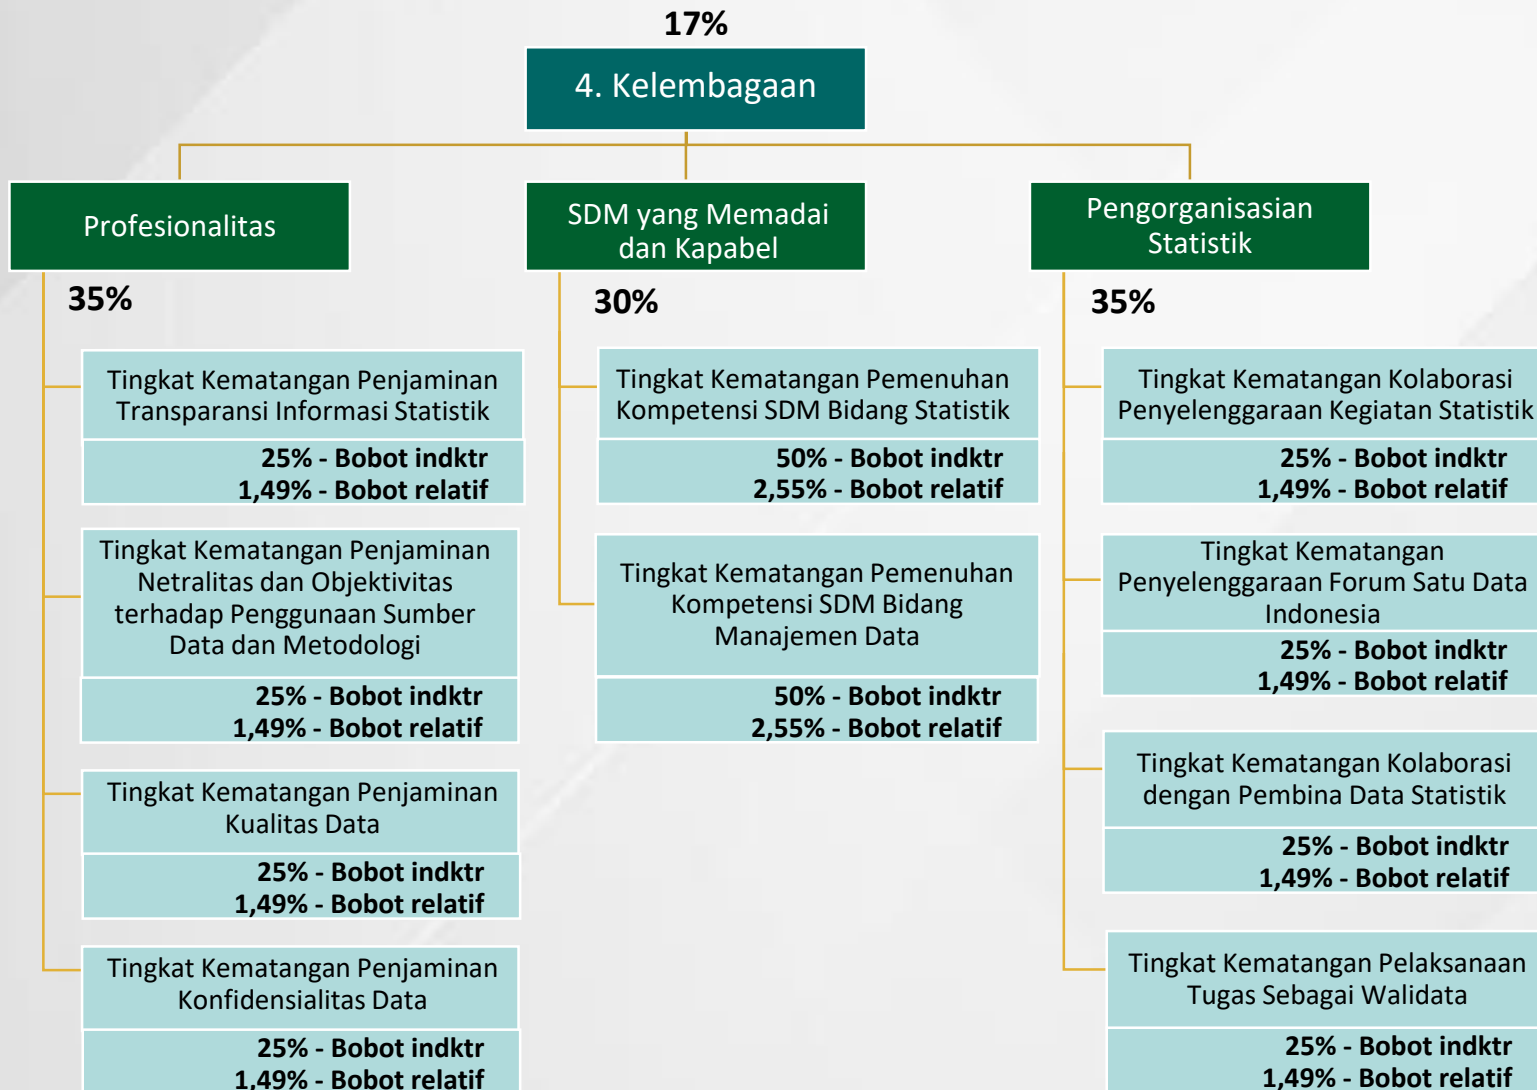 17%
4. Kelembagaan
Profesionalitas
35%
Tingkat Kematangan Penjaminan
Transparansi Informasi Statistik
25% - Bobot indktr
1,49% - Bobot relatif
Tingkat Kematangan Penjaminan
Netralitas dan Objektivitas
terhadap Penggunaan Sumber
Data dan Metodologi
25% - Bobot indktr
1,49% - Bobot relatif
Tingkat Kematangan Penjaminan
Kualitas Data
25% - Bobot indktr
1,49% - Bobot relatif
Tingkat Kematangan Penjaminan
Konfidensialitas Data
25% - Bobot indktr
1,49% - Bobot relatif
SDM yang Memadai
dan Kapabel
30%
Tingkat Kematangan Pemenuhan
Kompetensi SDM Bidang Statistik
50% - Bobot indktr
2,55% - Bobot relatif
Tingkat Kematangan Pemenuhan
Kompetensi SDM Bidang
Manajemen Data
50% - Bobot indktr
2,55% - Bobot relatif
Pengorganisasian
Statistik
35%
Tingkat Kematangan Kolaborasi
Penyelenggaraan Kegiatan Statistik
25% - Bobot indktr
1,49% - Bobot relatif
Tingkat Kematangan
Penyelenggaraan Forum Satu Data
Indonesia
25% - Bobot indktr
1,49% - Bobot relatif
Tingkat Kematangan Kolaborasi
dengan Pembina Data Statistik
25% - Bobot indktr
1,49% - Bobot relatif
Tingkat Kematangan Pelaksanaan
Tugas Sebagai Walidata
25% - Bobot indktr
1,49% - Bobot relatif